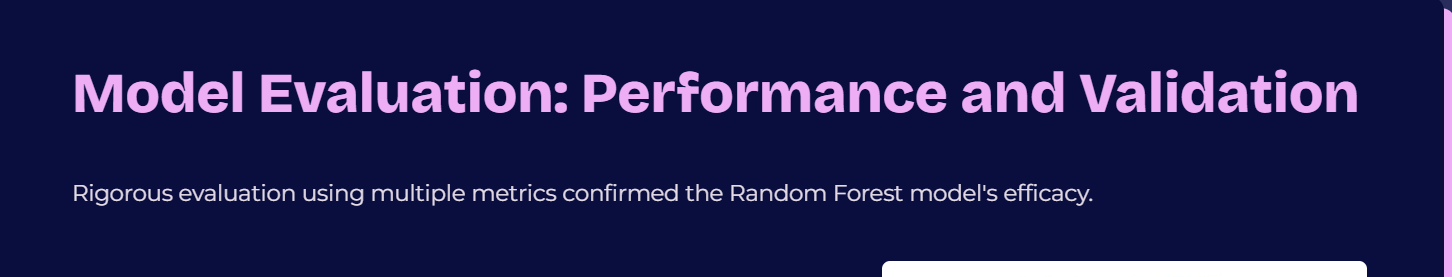 Model Evaluation: Performance and Validation
Rigorous evaluation using multiple metrics confirmed the Random Forest model's efficacy.